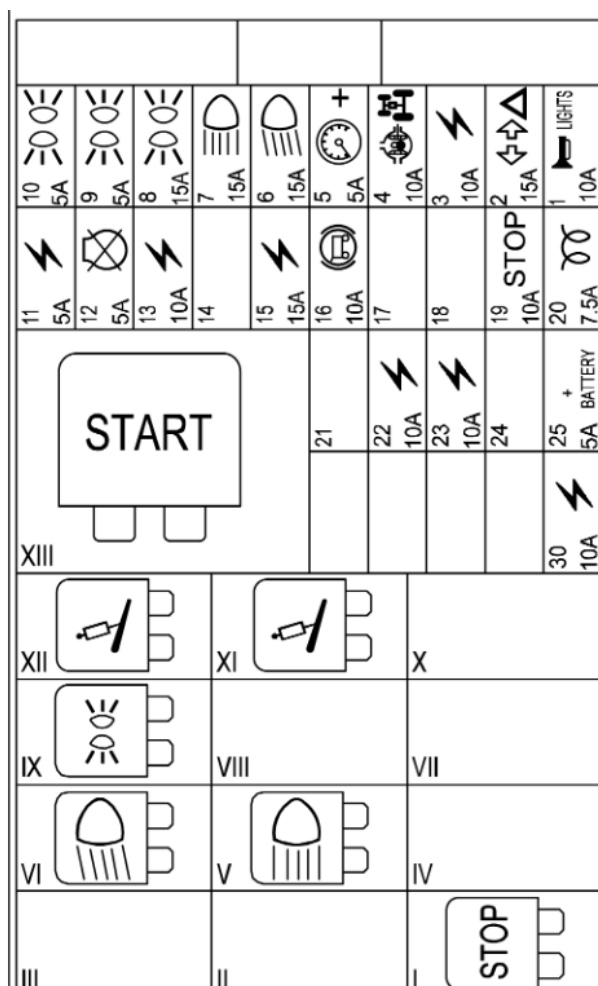 10 5A
9 5A
8 15A
7 15A
6 15A
5 5A +
4 10A
3 10A
2 15A
1 10A LIGHTS
11 5A
12 5A
13 10A
14
15 15A
16 10A
17
18
19 10A STOP
20 7.5A
START
21
22 10A
23 10A
24
25 5A + BATTERY
XIII
30 10A
XII
XI
X
IX
VIII
VII
VI
V
IV
III
II
I
STOP